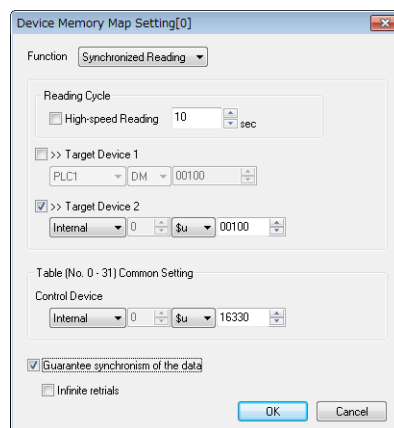 Device Memory Map Setting[0]
Function Synchronized Reading
Reading Cycle
High-speed Reading 10 sec
>> Target Device 1
PLC1 DM 00100
>> Target Device 2
Internal 0 $u 00100
Table (No. 0 - 31) Common Setting
Control Device
Internal 0 $u 16330
Guarantee synchronism of the data
Infinite retrials
OK Cancel